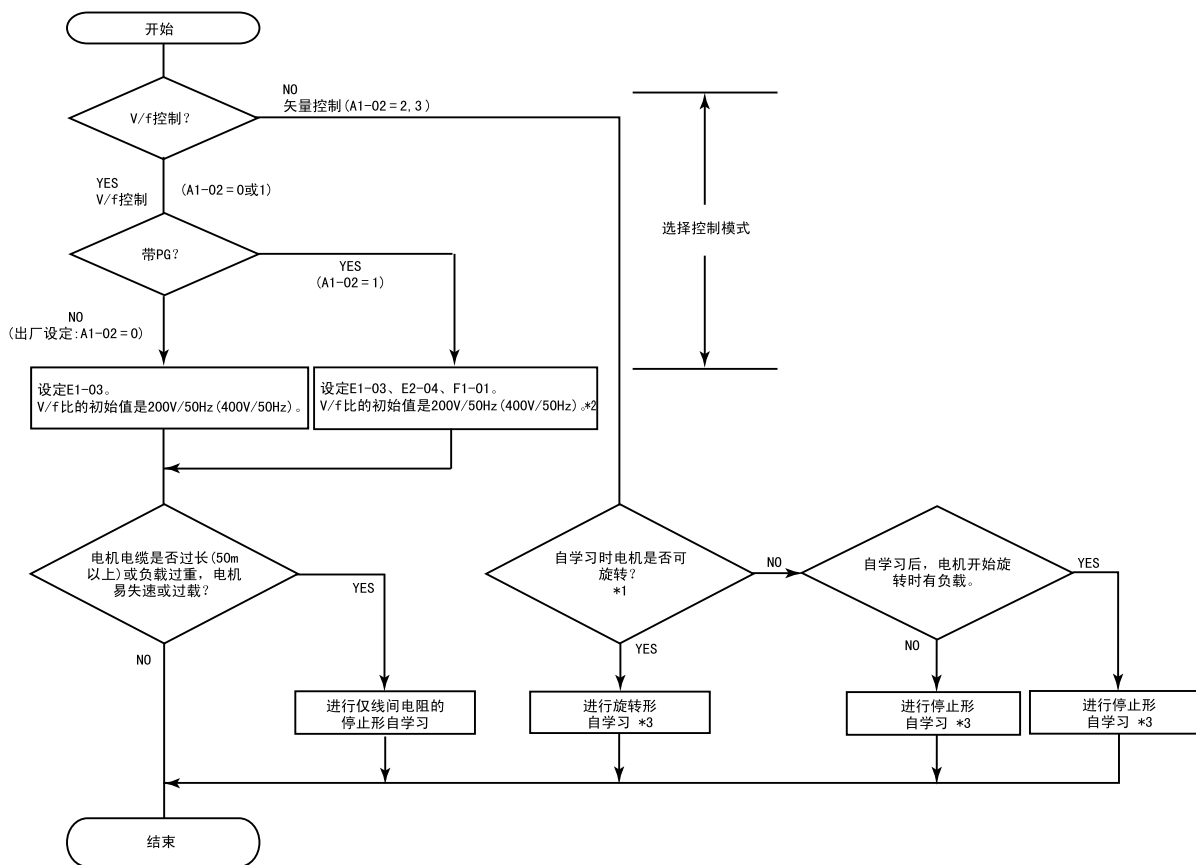 开始
V/f控制?
NO
矢量控制(A1-02=2,3)
YES
V/f控制
(A1-02=0或1)
选择控制模式
带PG?
YES
(A1-02=1)
NO
(出厂设定:A1-02=0)
设定E1-03。
V/f比的初始值是200V/50Hz(400V/50Hz)。
设定E1-03、E2-04、F1-01。
V/f比的初始值是200V/50Hz(400V/50Hz)。*2
电机电缆是否过长(50m
以上)或负载过重,电机
易失速或过载?
YES
NO
自学习时电机是否可
旋转?
*1
NO
YES
自学习后,电机开始旋
转时有负载。
YES
NO
进行仅线间电阻的
停止形自学习
进行旋转形
自学习 *3
进行停止形
自学习 *3
进行停止形
自学习 *3
结束